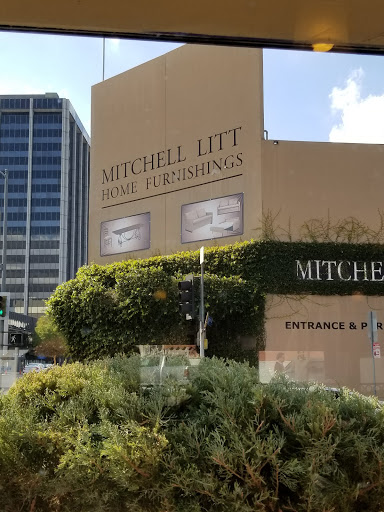 MITCHELL LITT
HOME FURNISHINGS
MITCHE
ENTRANCE &